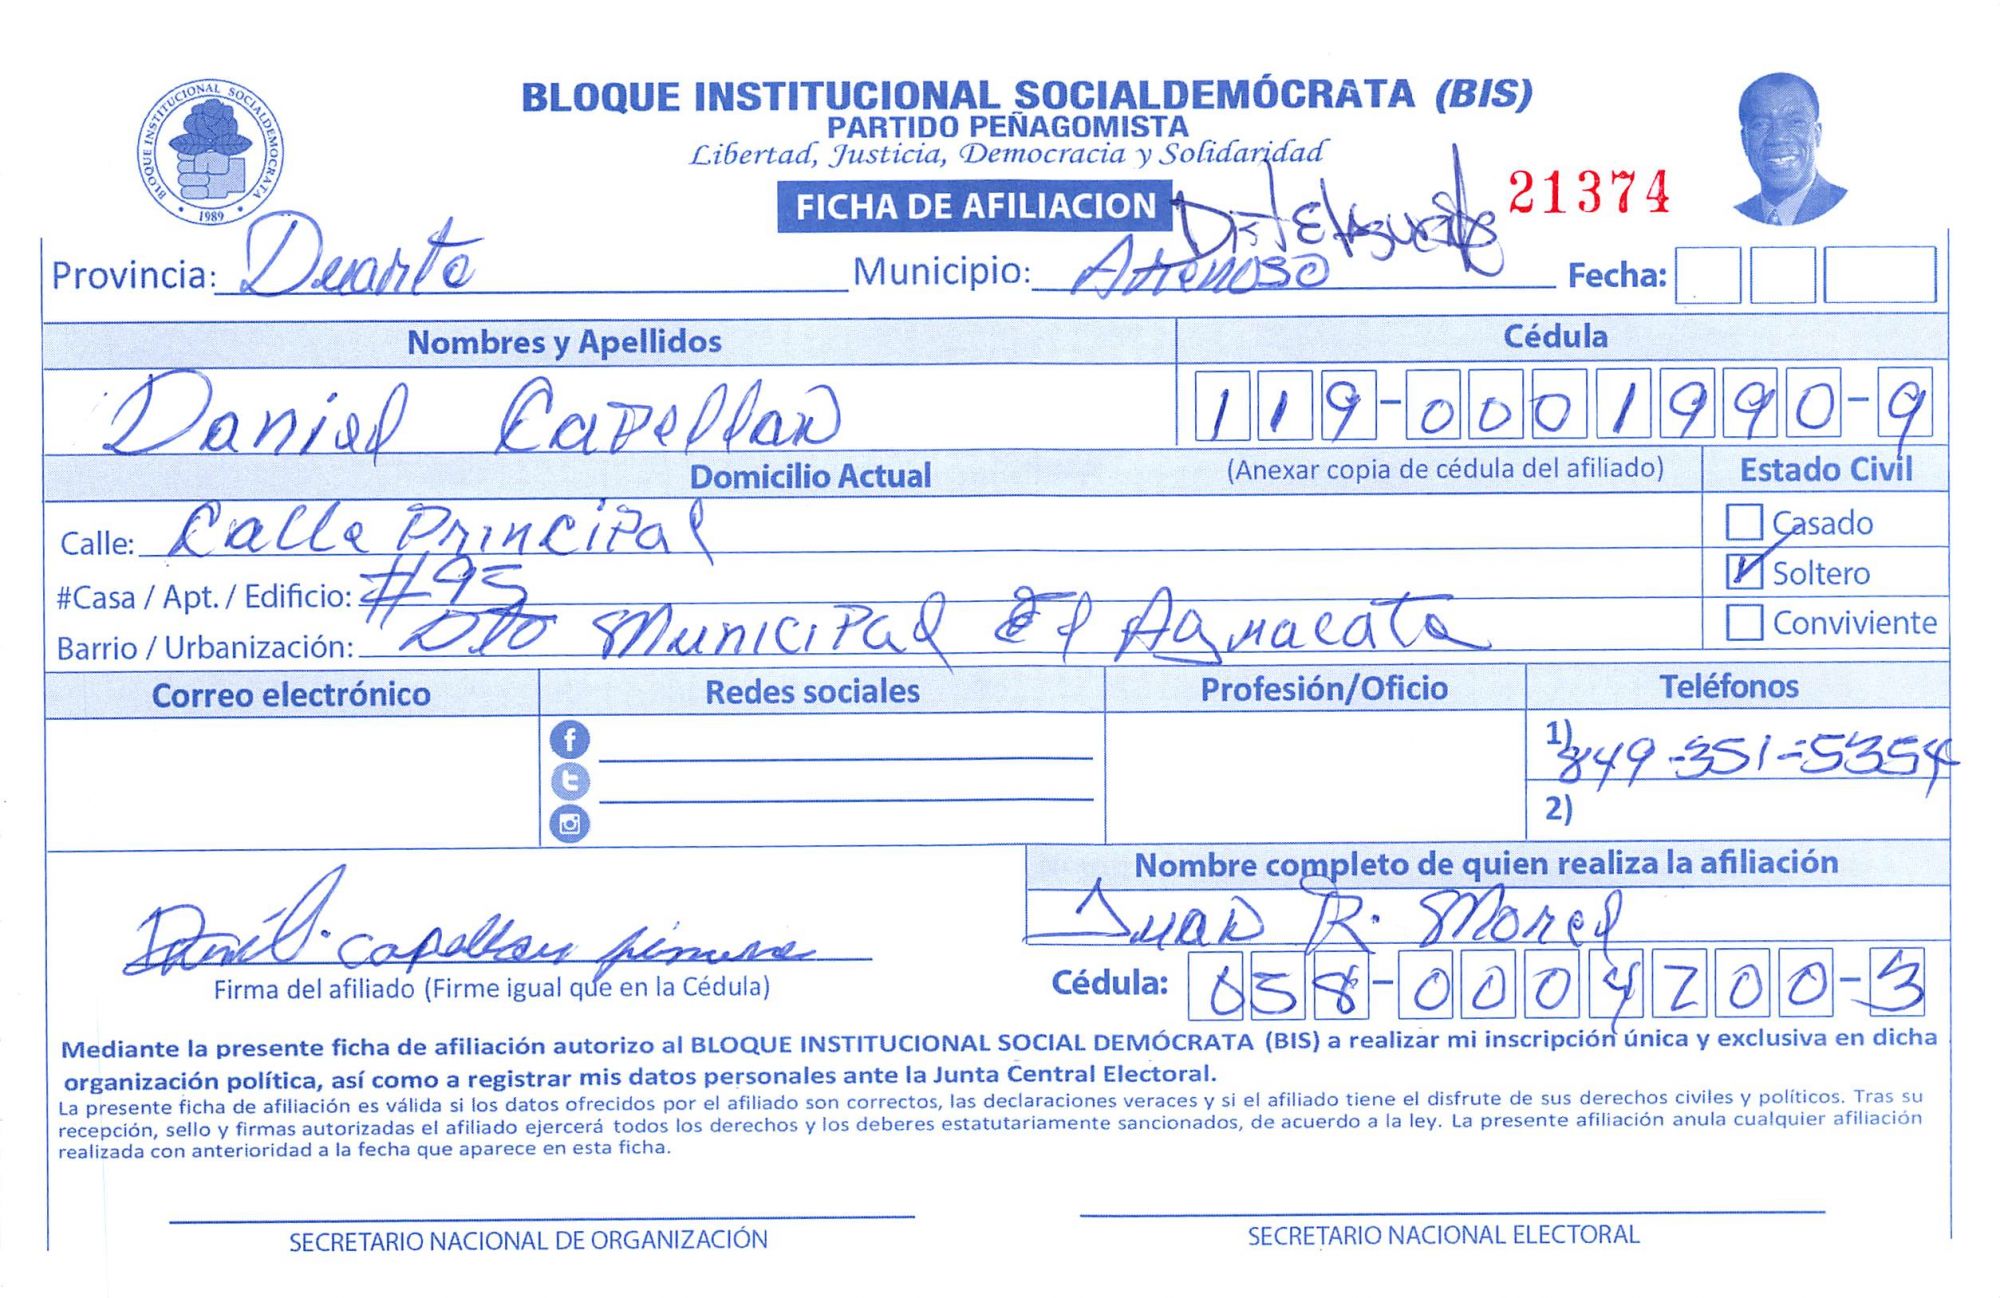 BLOQUE INSTITUCIONAL SOCIALDEMÓCRATA (BIS)
PARTIDO PEÑAGOMISTA
Libertad, Justicia, Democracia y Solidaridad
BLOQUE INSTITUCIONAL SOCIALDEMOCRATA
• 1989 •
FICHA DE AFILIACION
21374
Provincia: Duarte Municipio: Arenoso Fecha:
Nombres y Apellidos Cédula
Daniel Capellan 119-0001990-9
Domicilio Actual (Anexar copia de cédula del afiliado) Estado Civil
Calle: Calle Principal Casado
#Casa / Apt. / Edificio: #95 Soltero
Barrio / Urbanización: Dto Municipal El Aguacate Conviviente
Correo electrónico Redes sociales Profesión/Oficio Teléfonos
1) 849-351-5354
2)
Nombre completo de quien realiza la afiliación
Juan R. Morel
Daniel Capellan
Firma del afiliado (Firme igual que en la Cédula) Cédula: 058-0004700-3
Mediante la presente ficha de afiliación autorizo al BLOQUE INSTITUCIONAL SOCIAL DEMÓCRATA (BIS) a realizar mi inscripción única y exclusiva en dicha
organización política, así como a registrar mis datos personales ante la Junta Central Electoral.
La presente ficha de afiliación es válida si los datos ofrecidos por el afiliado son correctos, las declaraciones veraces y si el afiliado tiene el disfrute de sus derechos civiles y políticos. Tras su
recepción, sello y firmas autorizadas el afiliado ejercerá todos los derechos y los deberes estatutariamente sancionados, de acuerdo a la ley. La presente afiliación anula cualquier afiliación
realizada con anterioridad a la fecha que aparece en esta ficha.
SECRETARIO NACIONAL DE ORGANIZACIÓN SECRETARIO NACIONAL ELECTORAL